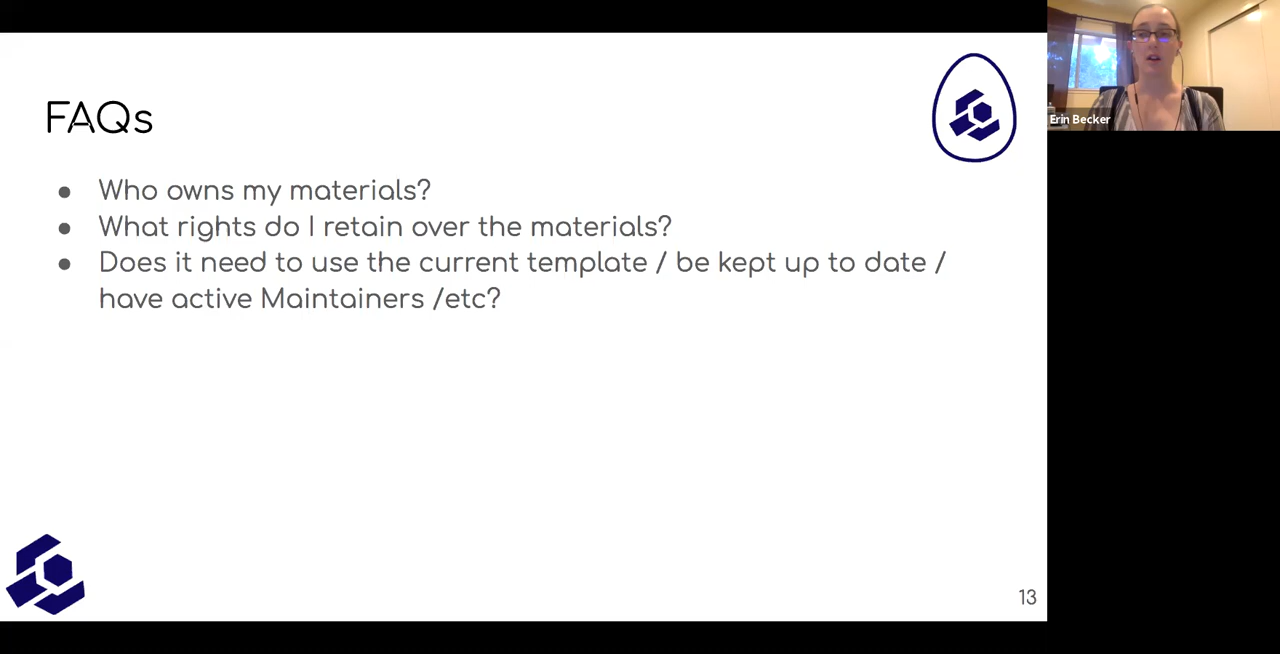 FAQs
● Who owns my materials?
● What rights do I retain over the materials?
● Does it need to use the current template / be kept up to date /
have active Maintainers /etc?
13
Erin Becker